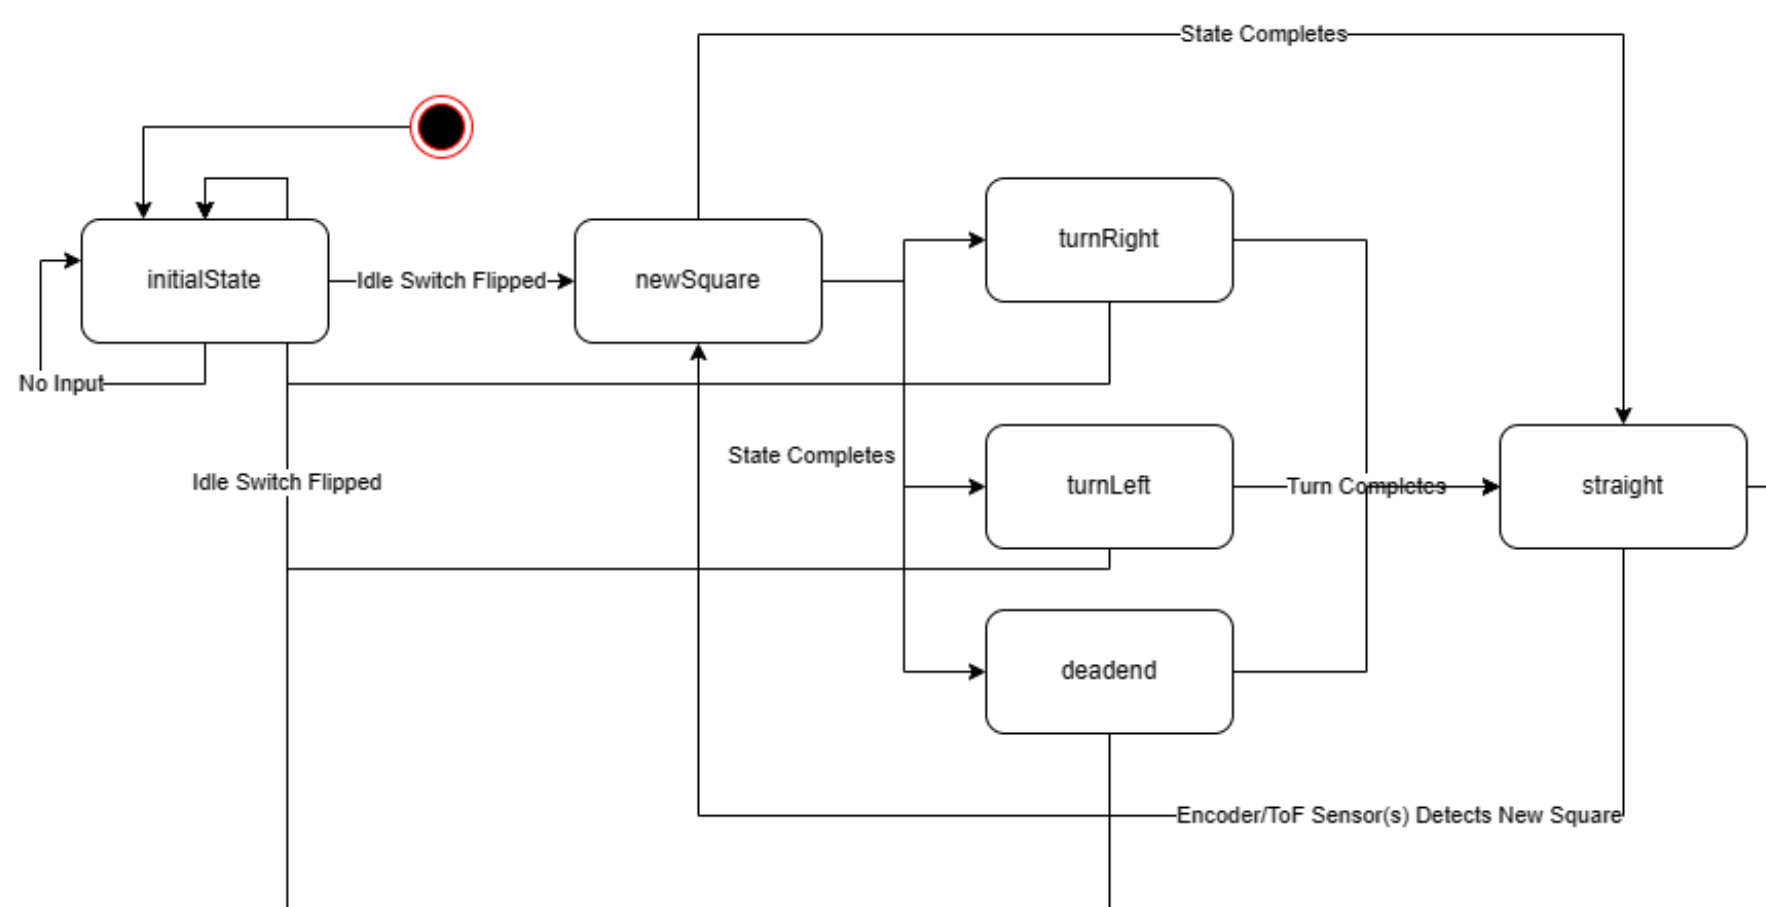 State Completes
turnRight
initialState
Idle Switch Flipped
newSquare
No Input
State Completes
Idle Switch Flipped
turnLeft
Turn Completes
straight
deadend
Encoder/ToF Sensor(s) Detects New Square